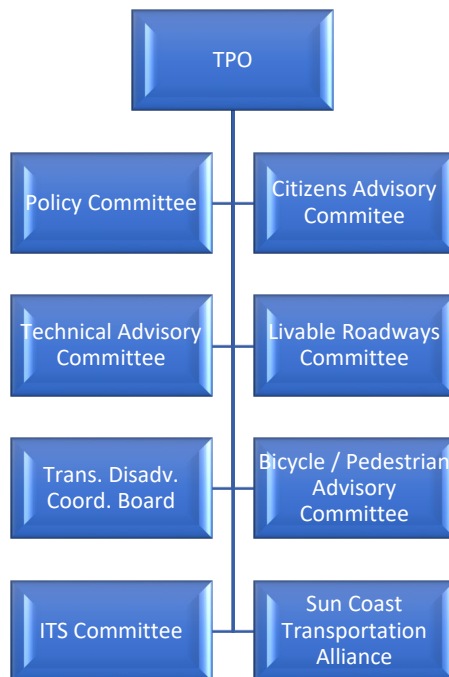 TPO
Policy Committee
Citizens Advisory
Commitee
Technical Advisory
Committee
Livable Roadways
Committee
Trans. Disadv.
Coord. Board
Bicycle / Pedestrian
Advisory
Committee
ITS Committee
Sun Coast
Transportation
Alliance